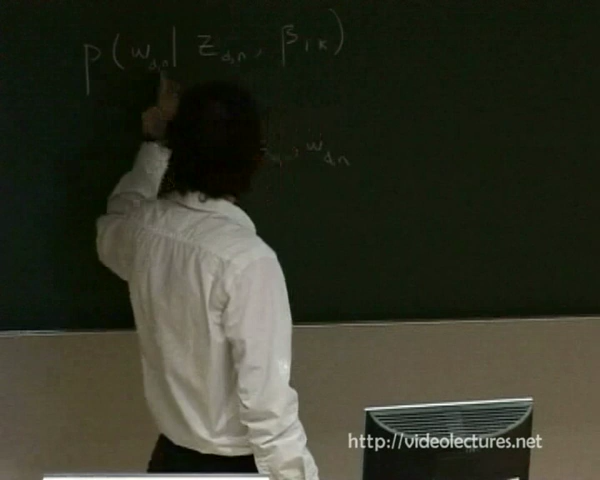 p(w_{d,n} | z_{d,n}, β_{1:K})
w_{d,n}
http://videolectures.net